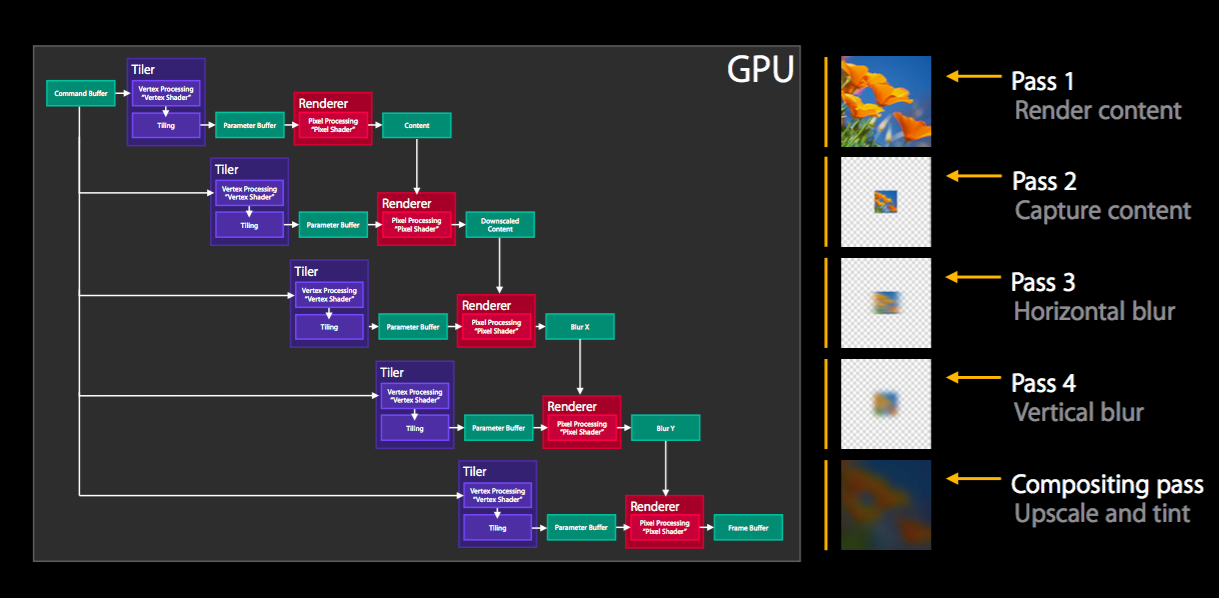 GPU
Command Buffer
Tiler
Vertex Processing
"Vertex Shader"
Tiling
Parameter Buffer
Renderer
Pixel Processing
"Pixel Shader"
Content
Tiler
Vertex Processing
"Vertex Shader"
Tiling
Parameter Buffer
Renderer
Pixel Processing
"Pixel Shader"
Downscaled
Content
Tiler
Vertex Processing
"Vertex Shader"
Tiling
Parameter Buffer
Renderer
Pixel Processing
"Pixel Shader"
Blur X
Tiler
Vertex Processing
"Vertex Shader"
Tiling
Parameter Buffer
Renderer
Pixel Processing
"Pixel Shader"
Blur Y
Tiler
Vertex Processing
"Vertex Shader"
Tiling
Parameter Buffer
Renderer
Pixel Processing
"Pixel Shader"
Frame Buffer
Pass 1
Render content
Pass 2
Capture content
Pass 3
Horizontal blur
Pass 4
Vertical blur
Compositing pass
Upscale and tint